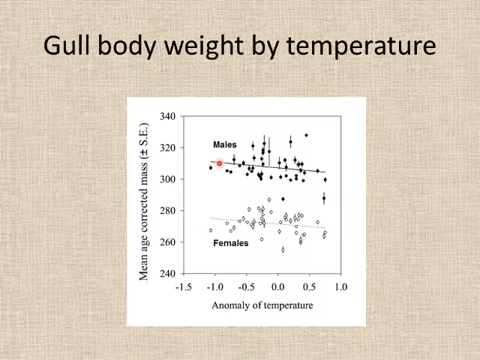 Gull body weight by temperature
Mean age corrected mass (± S.E.)
340
320
300
280
260
240
Males
Females
-1.5 -1.0 -0.5 0.0 0.5 1.0
Anomaly of temperature